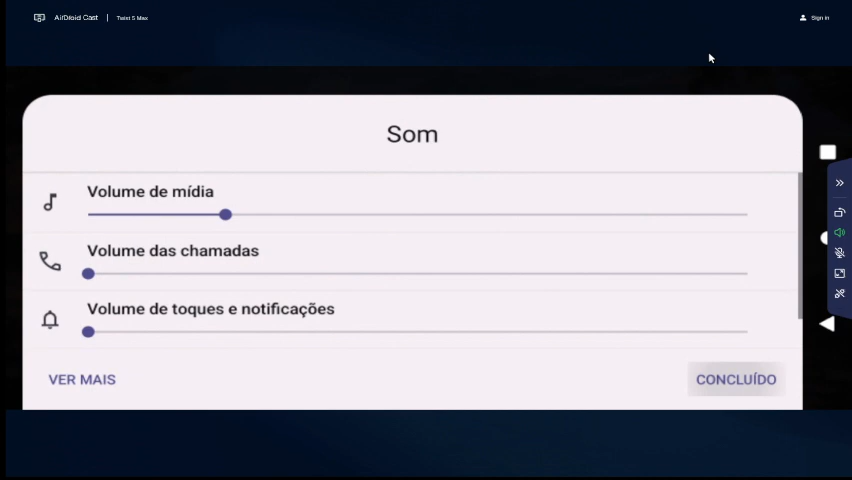 AirDroid Cast | Twist 5 Max
Sign in
Som
Volume de mídia
Volume das chamadas
Volume de toques e notificações
VER MAIS
CONCLUÍDO